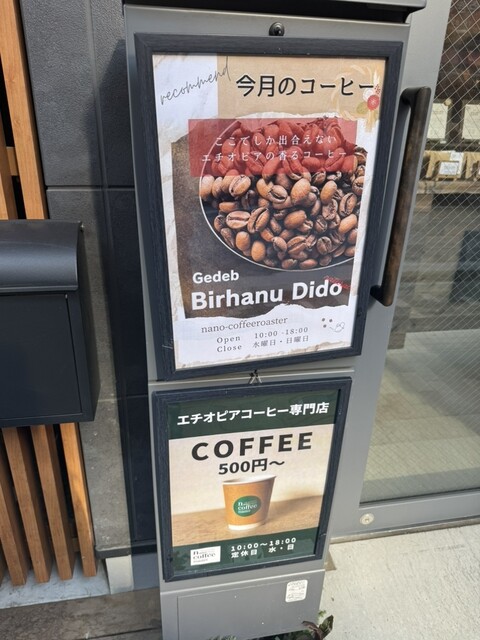 recommend
今月のコーヒー
ここでしか出合えない
エチオピアの香るコーヒー
Gedeb
Birhanu Dido
nano-coffeeroaster
Open 10:00 -18:00
Close 水曜日・日曜日
エチオピアコーヒー専門店
COFFEE
500円〜
coffee
coffee
10:00〜18:00
定休日 水・日